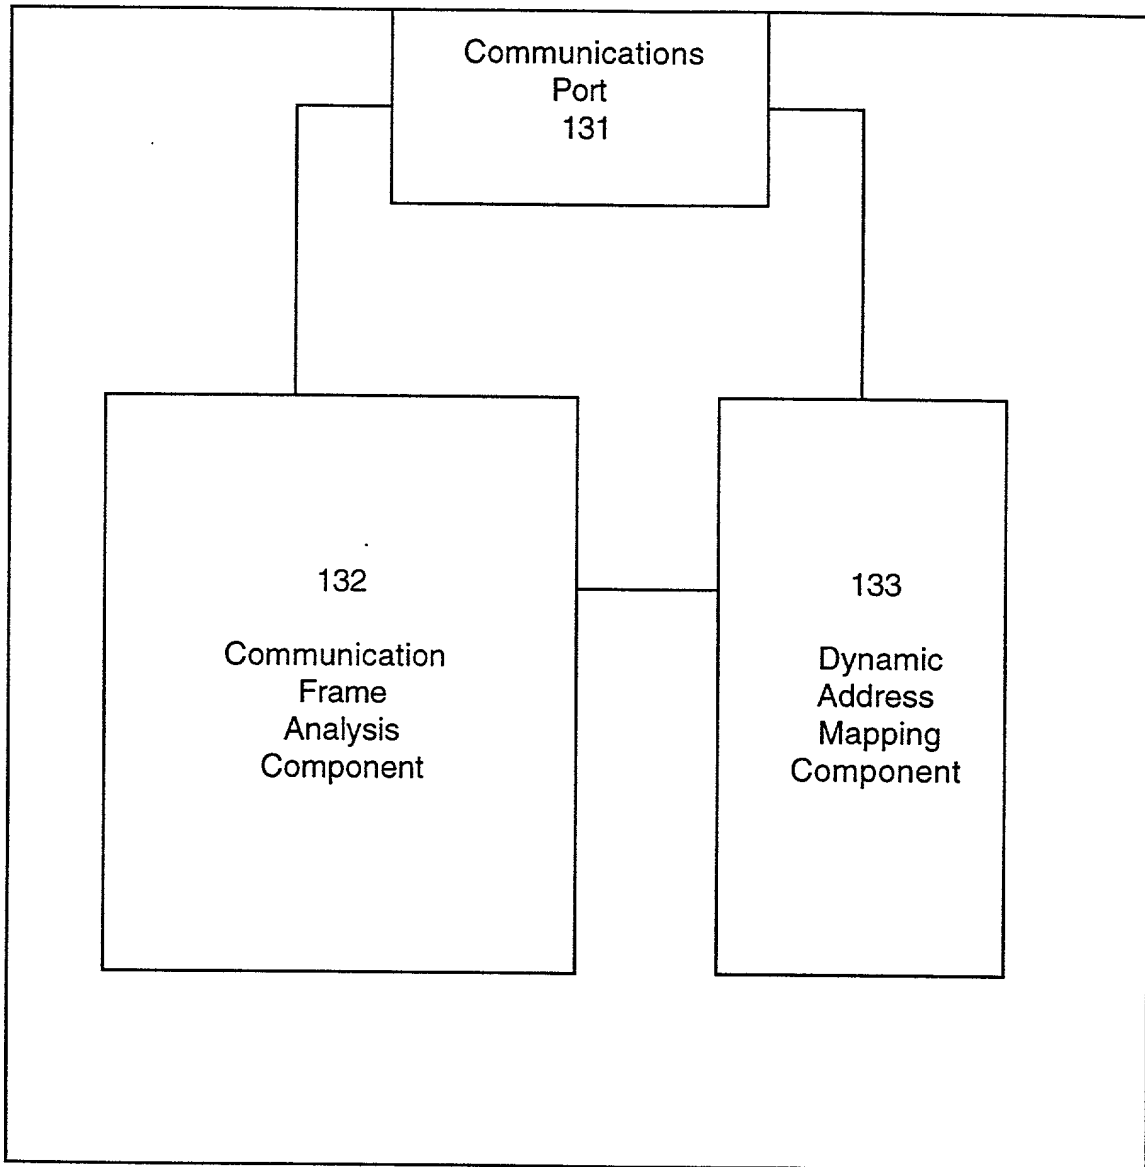 Communications
Port
131
132
Communication
Frame
Analysis
Component
133
Dynamic
Address
Mapping
Component